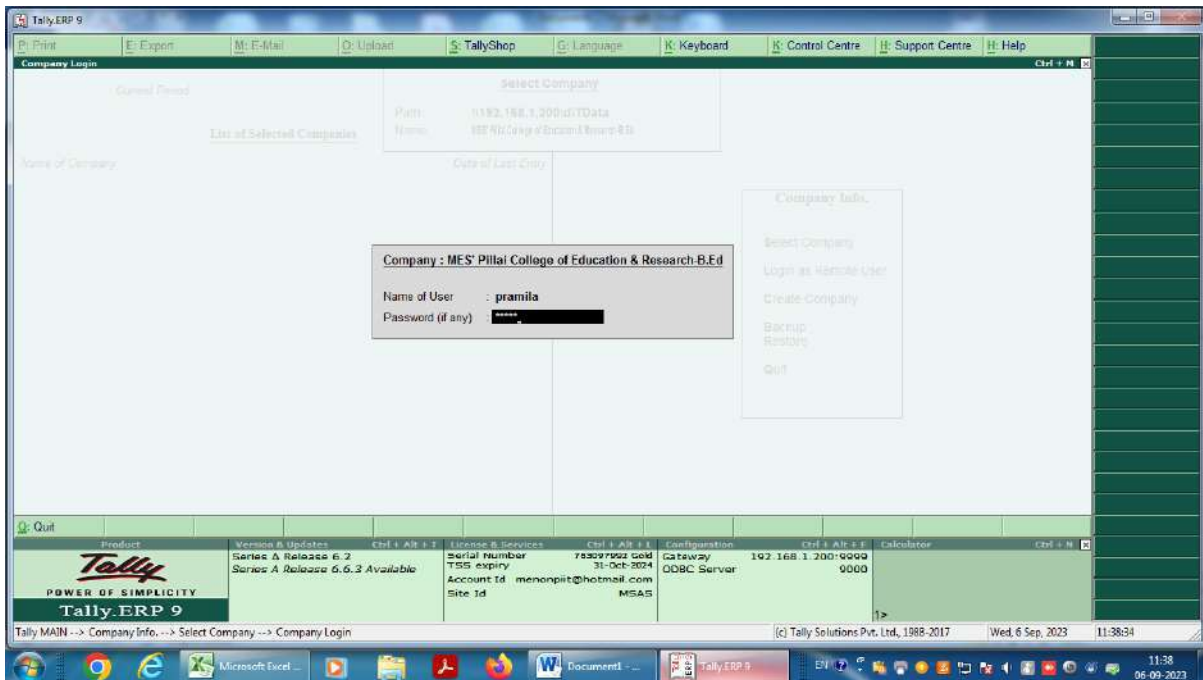 Tally.ERP 9
P: Print E: Export M: E-Mail O: Upload S: TallyShop G: Language K: Keyboard K: Control Centre H: Support Centre H: Help
Company Login Ctrl + M
Current Period
Select Company
Path:
Name:
List of Selected Companies
Name of Company Date of Last Entry
Company Info.
Select Company
Login as Remote User
Create Company
Backup
Restore
Quit
Company : MES' Pillai College of Education & Research-B.Ed
Name of User : pramila
Password (if any) : *****
Q: Quit
Product Version & Updates Ctrl + Alt + T License & Services Ctrl + Alt + L Configuration Ctrl + Alt + F Calculator Ctrl + N
Tally
POWER OF SIMPLICITY
Tally.ERP 9
Series A Release 6.2
Series A Release 6.6.3 Available
Serial Number Gold
TSS expiry 31-Oct-2024
Account Id menonpiit@hotmail.com
Site Id MSAS
Gateway 192.168.1.200:9999
ODBC Server 9000
1>
Tally MAIN --> Company Info. --> Select Company --> Company Login (c) Tally Solutions Pvt. Ltd., 1988-2017 Wed, 6 Sep, 2023 11:38:34
Microsoft Excel ... Document1 - ... Tally.ERP 9 EN 11:38
06-09-2023